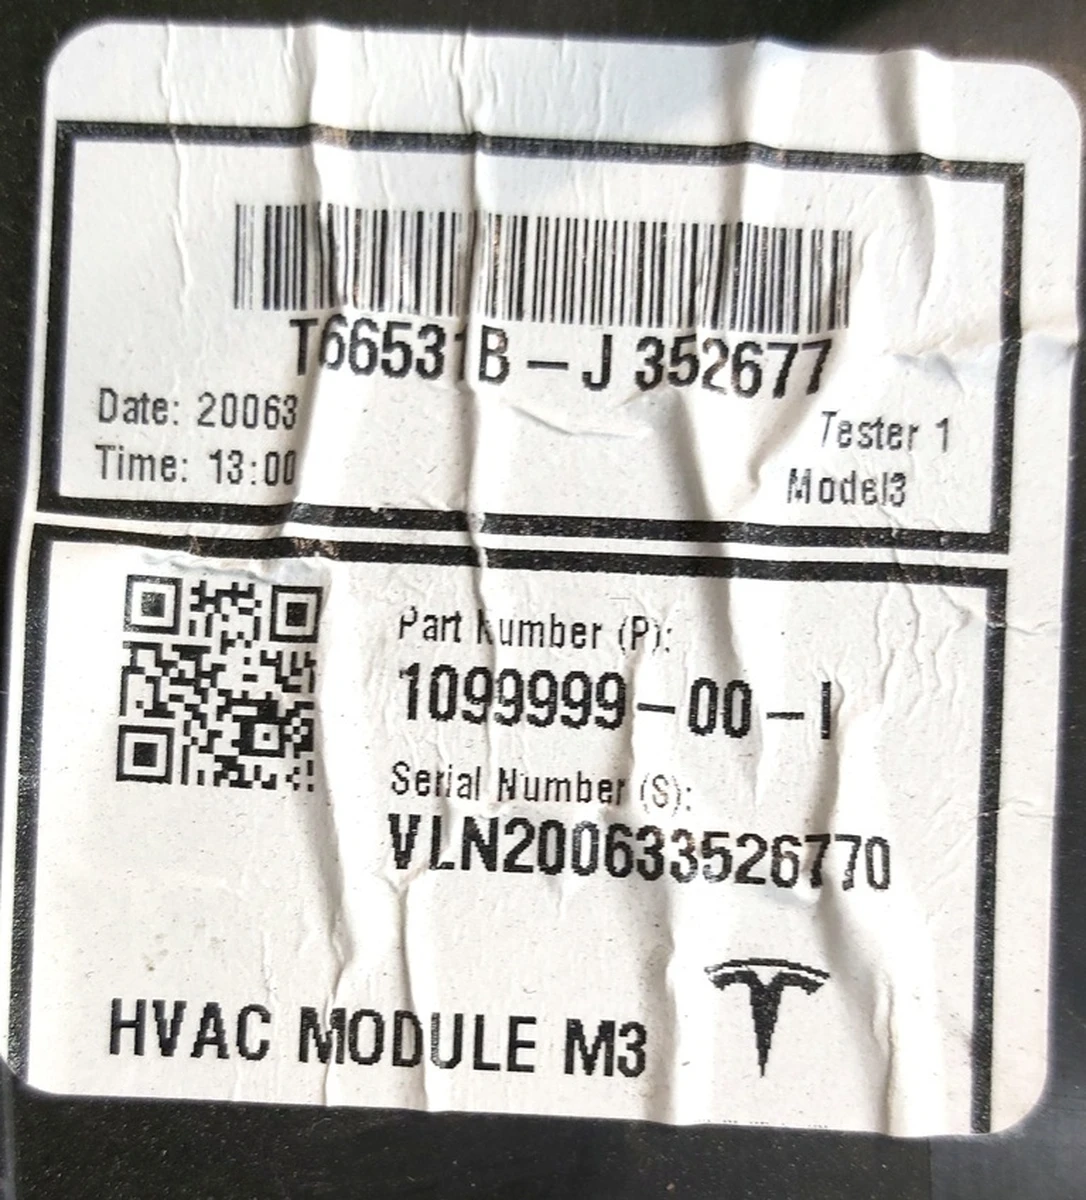 T66531B - J 352677
Date: 20063
Tester 1
Time: 13:00
Model3
Part Number (P):
1099999-00-I
Serial Number (S):
VLN200633526770
HVAC MODULE M3